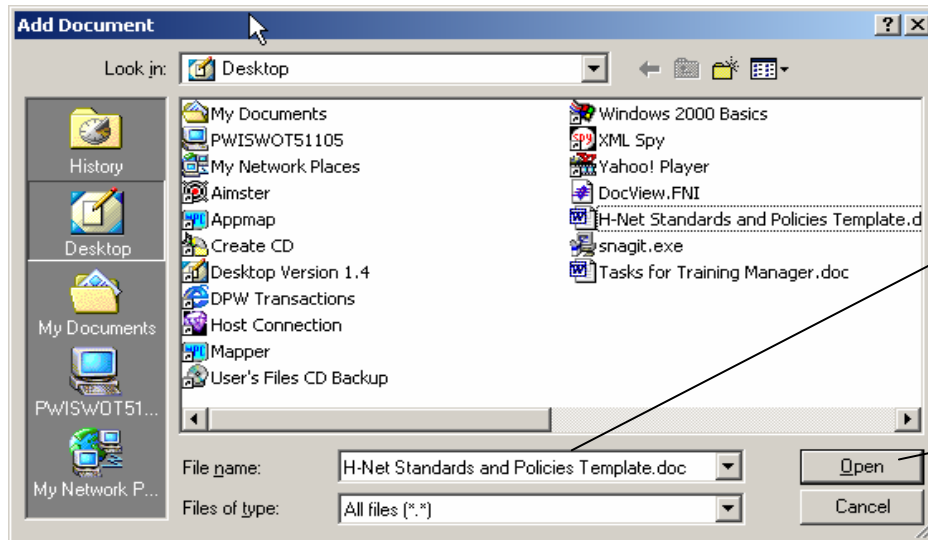 Add Document
Look in: Desktop
History
Desktop
My Documents
PWISWOT51...
My Network P...
My Documents
PWISWOT51105
My Network Places
Aimster
Appmap
Create CD
Desktop Version 1.4
DPW Transactions
Host Connection
Mapper
User's Files CD Backup
Windows 2000 Basics
XML Spy
Yahoo! Player
DocView.FNI
H-Net Standards and Policies Template.d
snagit.exe
Tasks for Training Manager.doc
File name: H-Net Standards and Policies Template.doc Open
Files of type: All files (*.*) Cancel